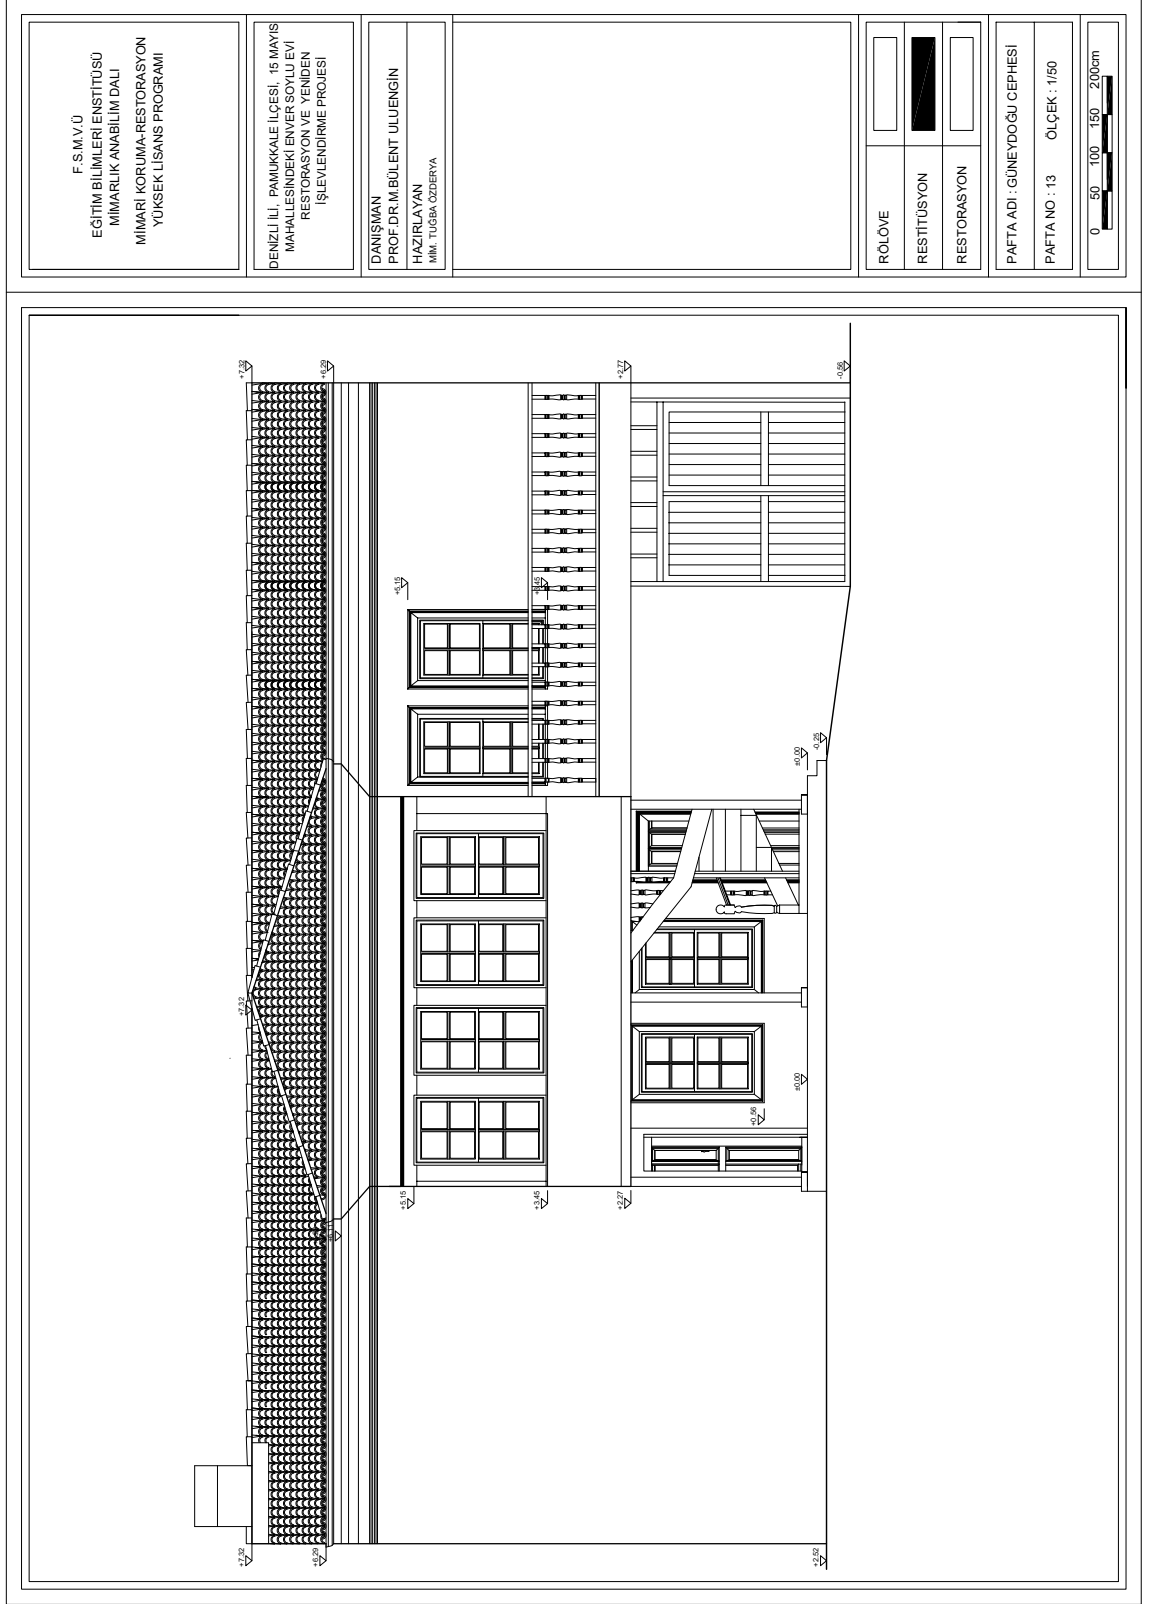 F.S.M.V.Ü
EĞİTİM BİLİMLERİ ENSTİTÜSÜ
MİMARLIK ANABİLİM DALI
MİMARİ KORUMA-RESTORASYON
YÜKSEK LİSANS PROGRAMI
DENİZLİ İLİ, PAMUKKALE İLÇESİ, 15 MAYIS
MAHALLESİNDEKİ ENVER SOYLU EVİ
RESTORASYON VE YENİDEN
İŞLEVLENDİRME PROJESİ
DANIŞMAN
PROF.DR.M.BÜLENT ULUENGİN
HAZIRLAYAN
MİM. TUĞBA ÖZDERYA
RÖLÖVE
RESTİTÜSYON
RESTORASYON
PAFTA ADI : GÜNEYDOĞU CEPHESİ
PAFTA NO : 13 ÖLÇEK : 1/50
0 50 100 150 200cm
+7.32
+6.29
+2.77
-0.56
+5.15
+3.45
±0.00
-0.25
+7.32
±0.00
+0.56
+5.15
+3.45
+2.27
+6.11
+7.32
+6.29
+2.52